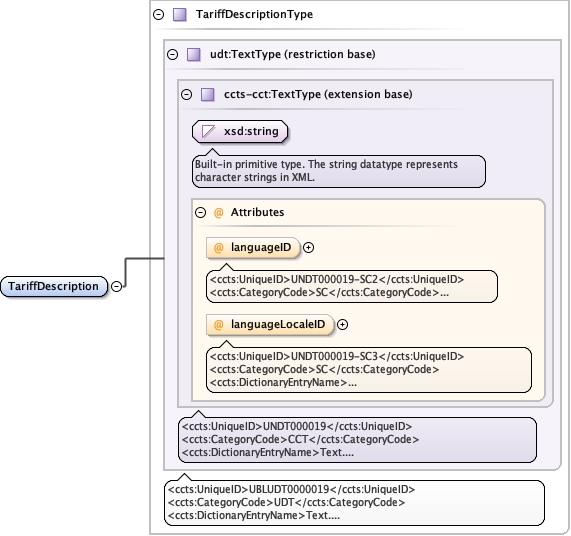 TariffDescriptionType
udt:TextType (restriction base)
ccts-cct:TextType (extension base)
xsd:string
Built-in primitive type. The string datatype represents
character strings in XML.
@ Attributes
@ languageID
<ccts:UniqueID>UNDT000019-SC2</ccts:UniqueID>
<ccts:CategoryCode>SC</ccts:CategoryCode>...
TariffDescription
@ languageLocaleID
<ccts:UniqueID>UNDT000019-SC3</ccts:UniqueID>
<ccts:CategoryCode>SC</ccts:CategoryCode>
<ccts:DictionaryEntryName>...
<ccts:UniqueID>UNDT000019</ccts:UniqueID>
<ccts:CategoryCode>CCT</ccts:CategoryCode>
<ccts:DictionaryEntryName>Text....
<ccts:UniqueID>UBLUDT0000019</ccts:UniqueID>
<ccts:CategoryCode>UDT</ccts:CategoryCode>
<ccts:DictionaryEntryName>Text....